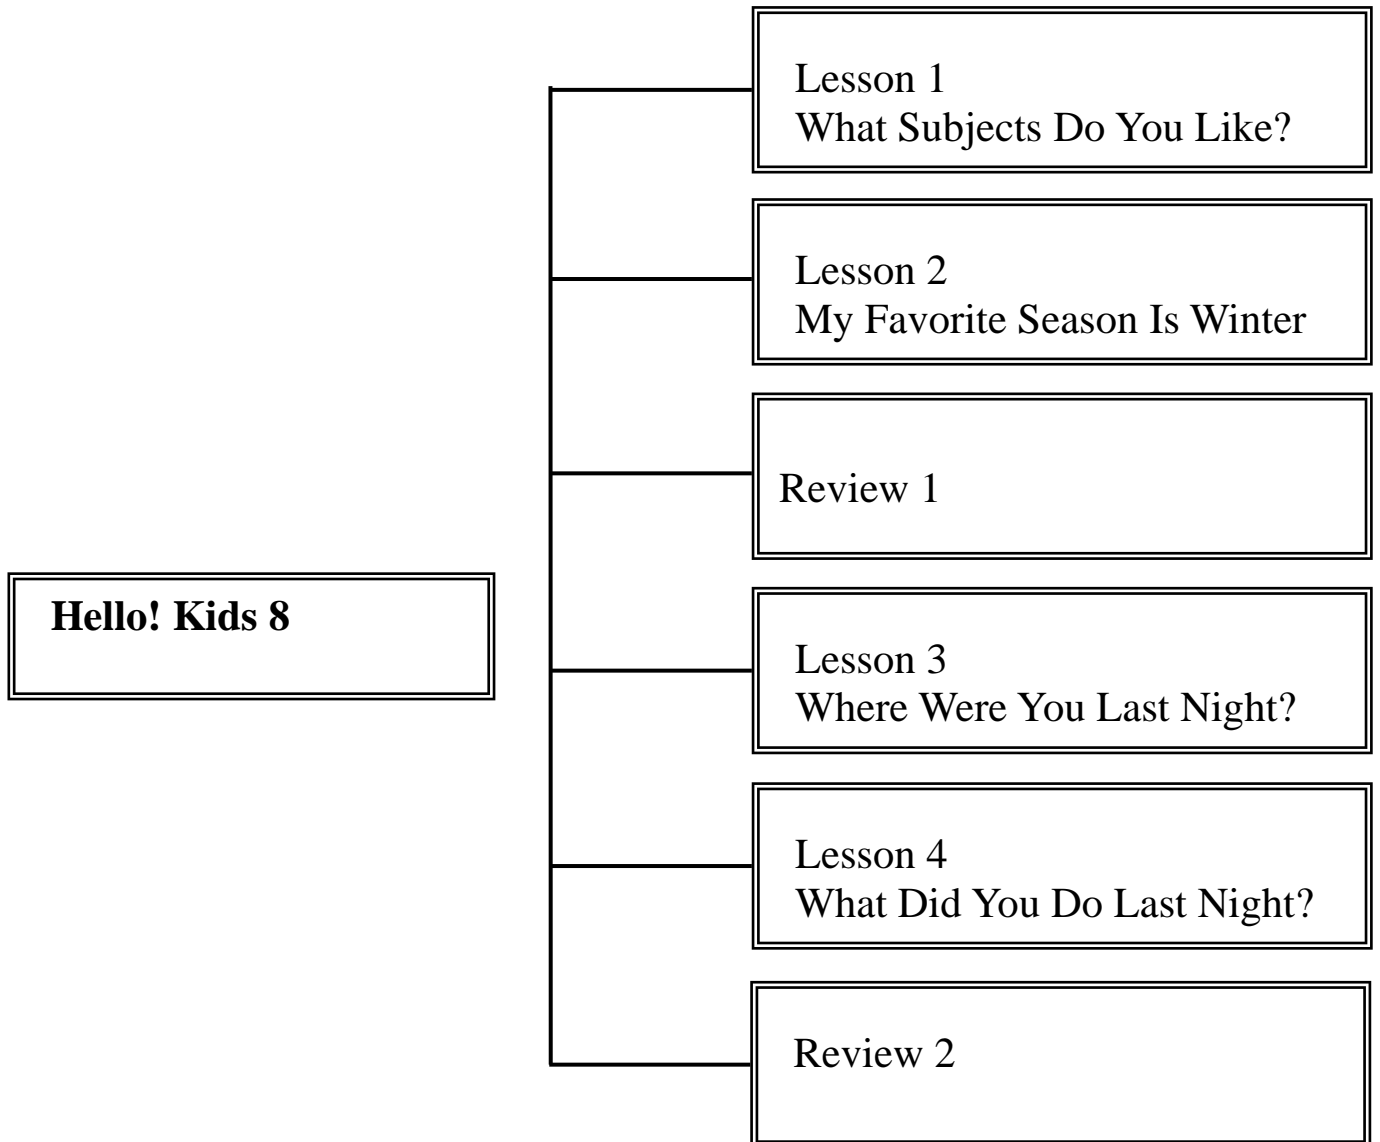 Lesson 1
What Subjects Do You Like?
Lesson 2
My Favorite Season Is Winter
Review 1
Hello! Kids 8
Lesson 3
Where Were You Last Night?
Lesson 4
What Did You Do Last Night?
Review 2